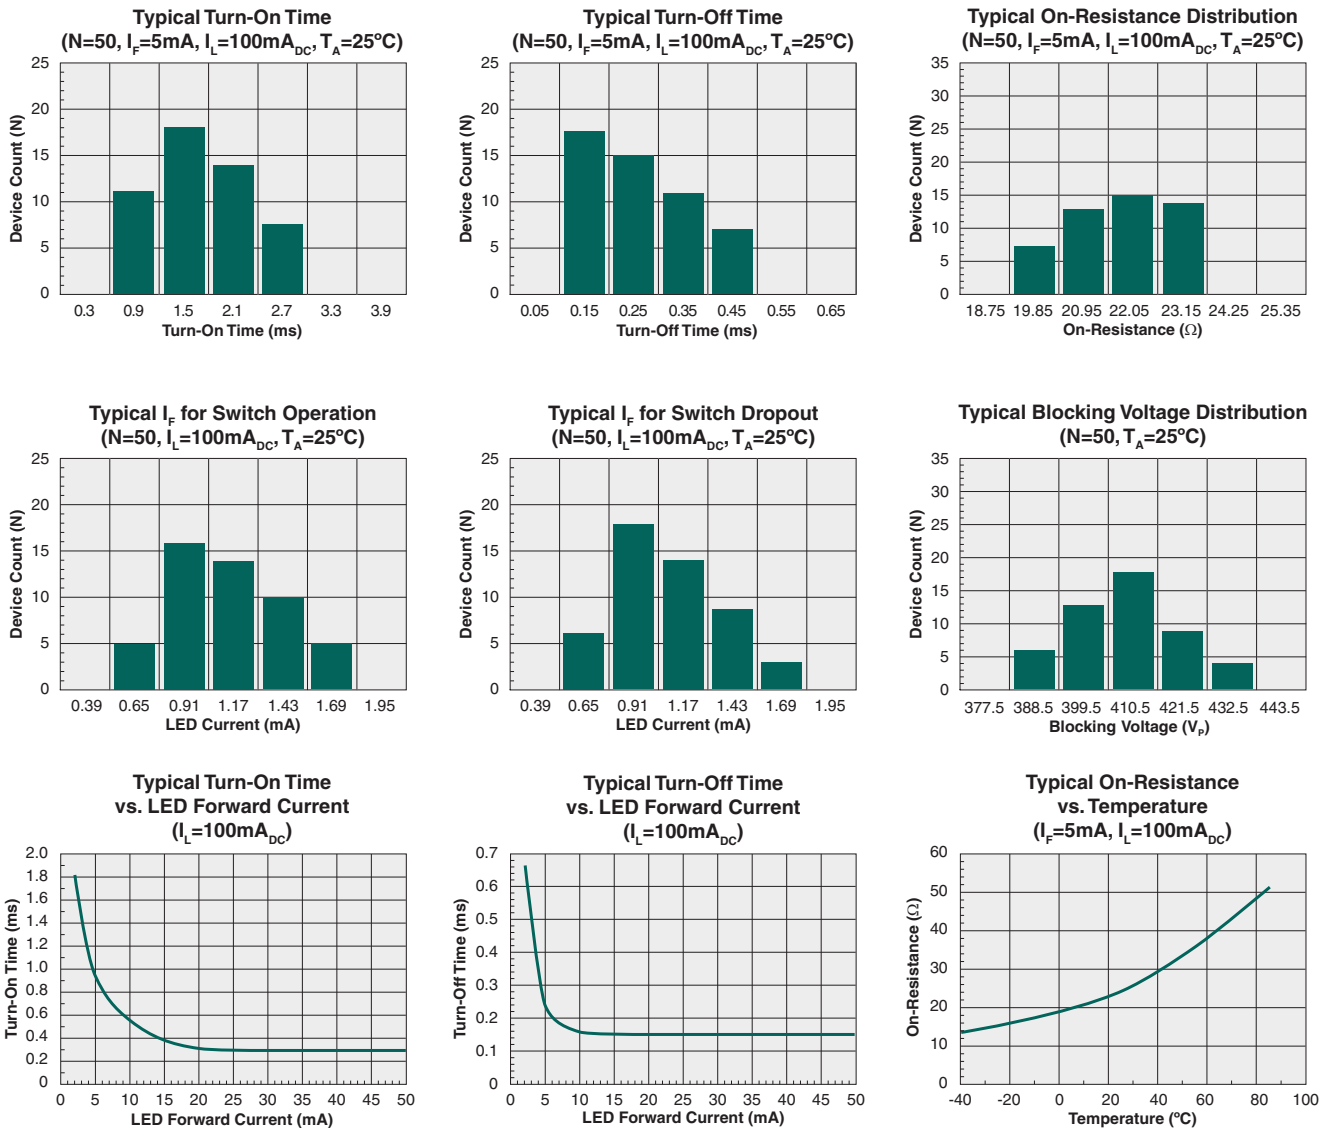 Typical Turn-On Time
(N=50, IF=5mA, IL=100mADC, TA=25ºC)
25
20
15
10
5
0
Device Count (N)
0.3 0.9 1.5 2.1 2.7 3.3 3.9
Turn-On Time (ms)
Typical Turn-Off Time
(N=50, IF=5mA, IL=100mADC, TA=25ºC)
25
20
15
10
5
0
Device Count (N)
0.05 0.15 0.25 0.35 0.45 0.55 0.65
Turn-Off Time (ms)
Typical On-Resistance Distribution
(N=50, IF=5mA, IL=100mADC, TA=25ºC)
35
30
25
20
15
10
5
0
Device Count (N)
18.75 19.85 20.95 22.05 23.15 24.25 25.35
On-Resistance (Ω)
Typical IF for Switch Operation
(N=50, IL=100mADC, TA=25ºC)
25
20
15
10
5
0
Device Count (N)
0.39 0.65 0.91 1.17 1.43 1.69 1.95
LED Current (mA)
Typical IF for Switch Dropout
(N=50, IL=100mADC, TA=25ºC)
25
20
15
10
5
0
Device Count (N)
0.39 0.65 0.91 1.17 1.43 1.69 1.95
LED Current (mA)
Typical Blocking Voltage Distribution
(N=50, TA=25ºC)
35
30
25
20
15
10
5
0
Device Count (N)
377.5 388.5 399.5 410.5 421.5 432.5 443.5
Blocking Voltage (VP)
Typical Turn-On Time
vs. LED Forward Current
(IL=100mADC)
2.0
1.8
1.6
1.4
1.2
1.0
0.8
0.6
0.4
0.2
0
Turn-On Time (ms)
0 5 10 15 20 25 30 35 40 45 50
LED Forward Current (mA)
Typical Turn-Off Time
vs. LED Forward Current
(IL=100mADC)
0.7
0.6
0.5
0.4
0.3
0.2
0.1
0
Turn-Off Time (ms)
0 5 10 15 20 25 30 35 40 45 50
LED Forward Current (mA)
Typical On-Resistance
vs. Temperature
(IF=5mA, IL=100mADC)
60
50
40
30
20
10
0
On-Resistance (Ω)
-40 -20 0 20 40 60 80 100
Temperature (ºC)